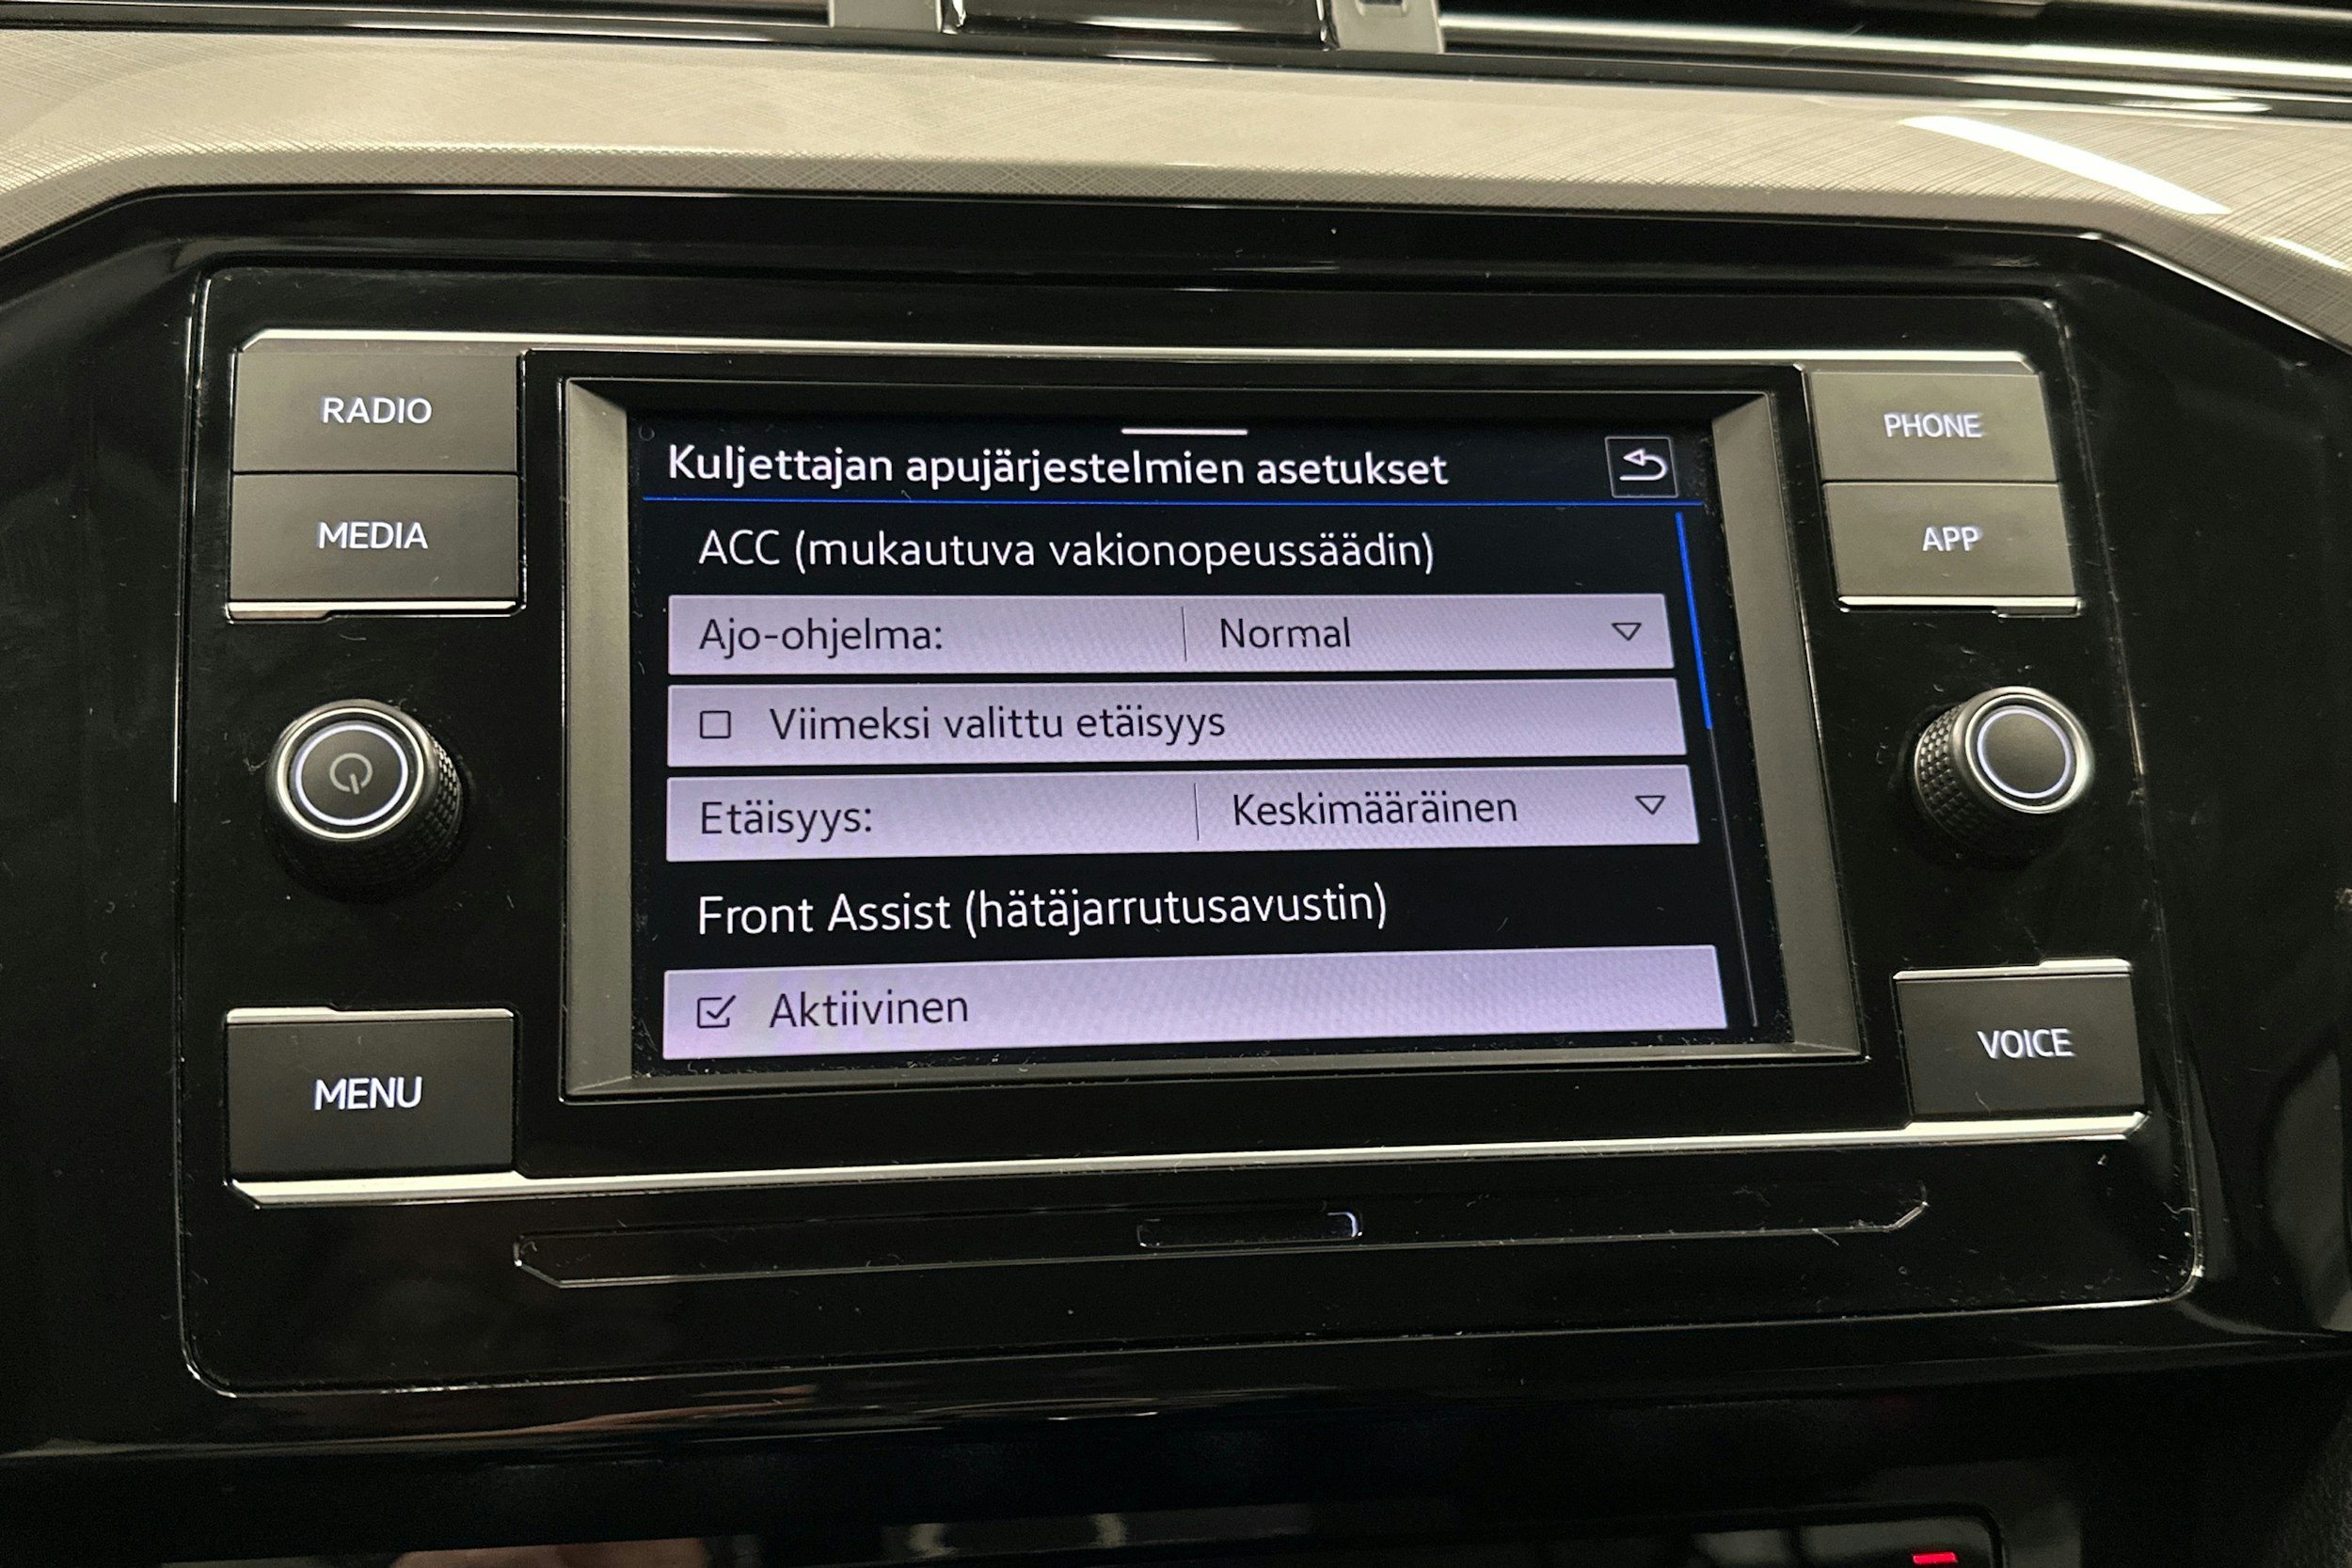 RADIO
MEDIA
MENU
Kuljettajan apujärjestelmien asetukset
ACC (mukautuva vakionopeussäädin)
Ajo-ohjelma: Normal
Viimeksi valittu etäisyys
Etäisyys: Keskimääräinen
Front Assist (hätäjarrutusavustin)
Aktiivinen
PHONE
APP
VOICE